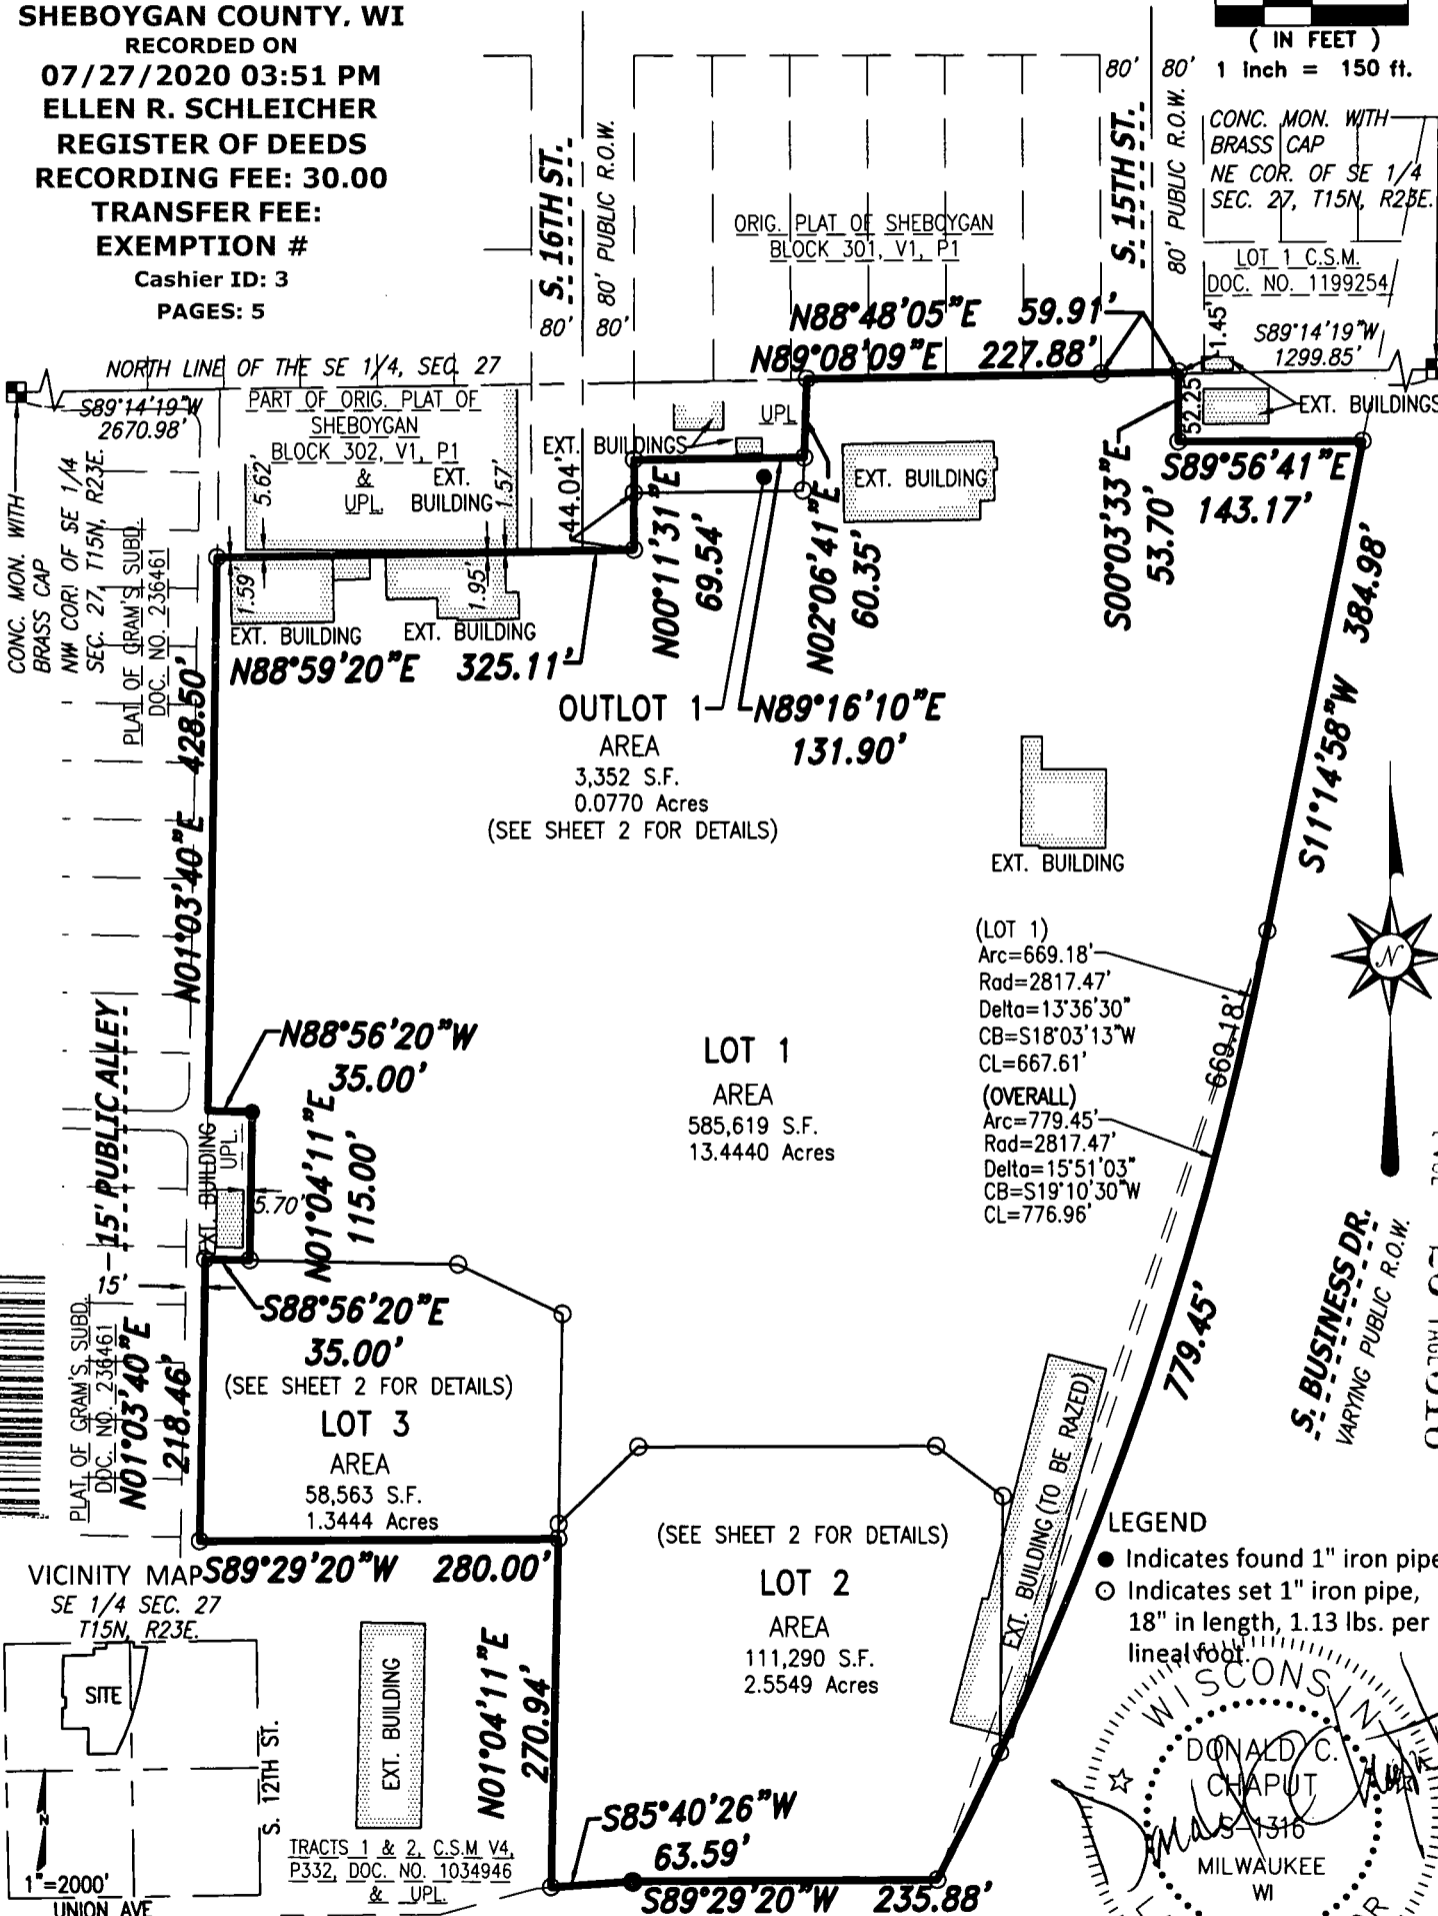 SHEBOYGAN COUNTY, WI
RECORDED ON
07/27/2020 03:51 PM
ELLEN R. SCHLEICHER
REGISTER OF DEEDS
RECORDING FEE: 30.00
TRANSFER FEE:
EXEMPTION #
Cashier ID: 3
PAGES: 5
( IN FEET )
1 inch = 150 ft.
S. 16TH ST.
80' PUBLIC R.O.W.
80' 80'
S. 15TH ST.
80' PUBLIC R.O.W.
80' 80'
CONC. MON. WITH
BRASS CAP
NE COR. OF SE 1/4
SEC. 27, T15N, R23E.
ORIG. PLAT OF SHEBOYGAN
BLOCK 301, V1, P1
LOT 1 C.S.M.
DOC. NO. 1199254
N88°48'05"E 59.91'
N89°08'09"E 227.88'
1.45'
S89°14'19"W
1299.85'
NORTH LINE OF THE SE 1/4, SEC. 27
S89°14'19"W
2670.98'
PART OF ORIG. PLAT OF
SHEBOYGAN
BLOCK 302, V1, P1
&
UPL.
EXT.
BUILDING
5.62'
1.57'
44.04'
EXT. BUILDINGS
UPL
52.25'
EXT. BUILDINGS
EXT. BUILDING
S89°56'41"E
143.17'
CONC. MON. WITH
BRASS CAP
NW COR. OF SE 1/4
SEC. 27, T15N, R23E.
PLAT OF GRAM'S SUBD.
DOC. NO. 236461
1.59'
1.95'
EXT. BUILDING
EXT. BUILDING
N88°59'20"E 325.11'
N00°11'31"E
69.54'
N02°06'41"E
60.35'
S00°03'33"E
53.70'
S11°14'58"W 384.98'
OUTLOT 1
AREA
3,352 S.F.
0.0770 Acres
(SEE SHEET 2 FOR DETAILS)
N89°16'10"E
131.90'
N01°03'40"E 428.50'
EXT. BUILDING
(LOT 1)
Arc=669.18'
Rad=2817.47'
Delta=13°36'30"
CB=S18°03'13"W
CL=667.61'
(OVERALL)
Arc=779.45'
Rad=2817.47'
Delta=15°51'03"
CB=S19°10'30"W
CL=776.96'
669.18'
N
LOT 1
AREA
585,619 S.F.
13.4440 Acres
N88°56'20"W
35.00'
15' PUBLIC ALLEY
EXT. BUILDING
UPL.
5.70'
N01°04'11"E
115.00'
15'
S88°56'20"E
35.00'
(SEE SHEET 2 FOR DETAILS)
LOT 3
AREA
58,563 S.F.
1.3444 Acres
PLAT OF GRAM'S SUBD.
DOC. NO. 236461
N01°03'40"E
218.46'
779.45'
S. BUSINESS DR.
VARYING PUBLIC R.O.W.
EXT. BUILDING (TO BE RAZED)
(SEE SHEET 2 FOR DETAILS)
LOT 2
AREA
111,290 S.F.
2.5549 Acres
LEGEND
Indicates found 1" iron pipe
Indicates set 1" iron pipe,
18" in length, 1.13 lbs. per
lineal foot.
S89°29'20"W 280.00'
VICINITY MAP
SE 1/4 SEC. 27
T15N, R23E.
SITE
N
1"=2000'
S. 12TH ST.
UNION AVE
EXT. BUILDING
N01°04'11"E
270.94'
S85°40'26"W
63.59'
S89°29'20"W 235.88'
TRACTS 1 & 2, C.S.M V4,
P332, DOC. NO. 1034946
& UPL.
WISCONSIN
DONALD C.
CHAPUT
S-1316
MILWAUKEE
WI